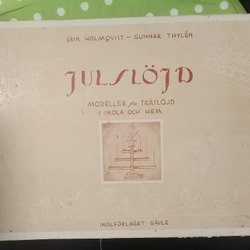 ERIK HOLMQVIST – GUNNAR THYLÉN
JULSLÖJD
MODELLER för TRÄSLÖJD
I SKOLA OCH HEM
SKOLFÖRLAGET GÄVLE